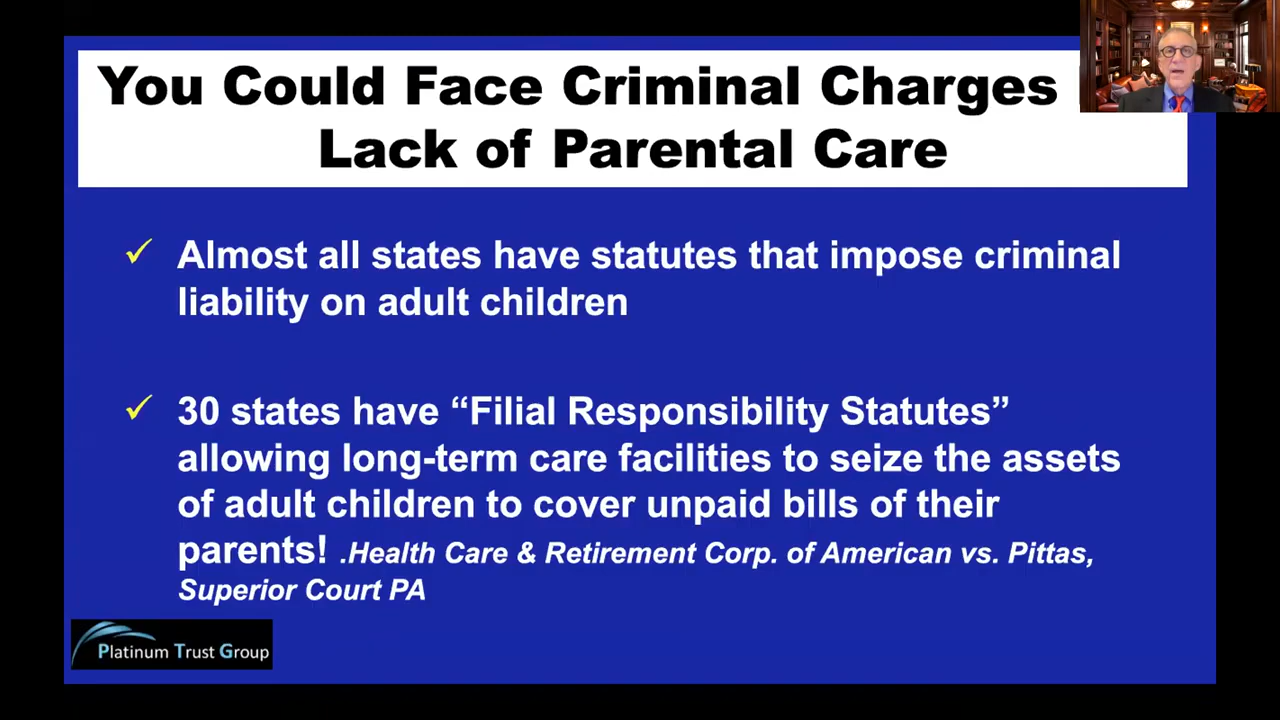 You Could Face Criminal Charges
Lack of Parental Care
✓ Almost all states have statutes that impose criminal
liability on adult children
✓ 30 states have “Filial Responsibility Statutes”
allowing long-term care facilities to seize the assets
of adult children to cover unpaid bills of their
parents! .Health Care & Retirement Corp. of American vs. Pittas,
Superior Court PA
Platinum Trust Group